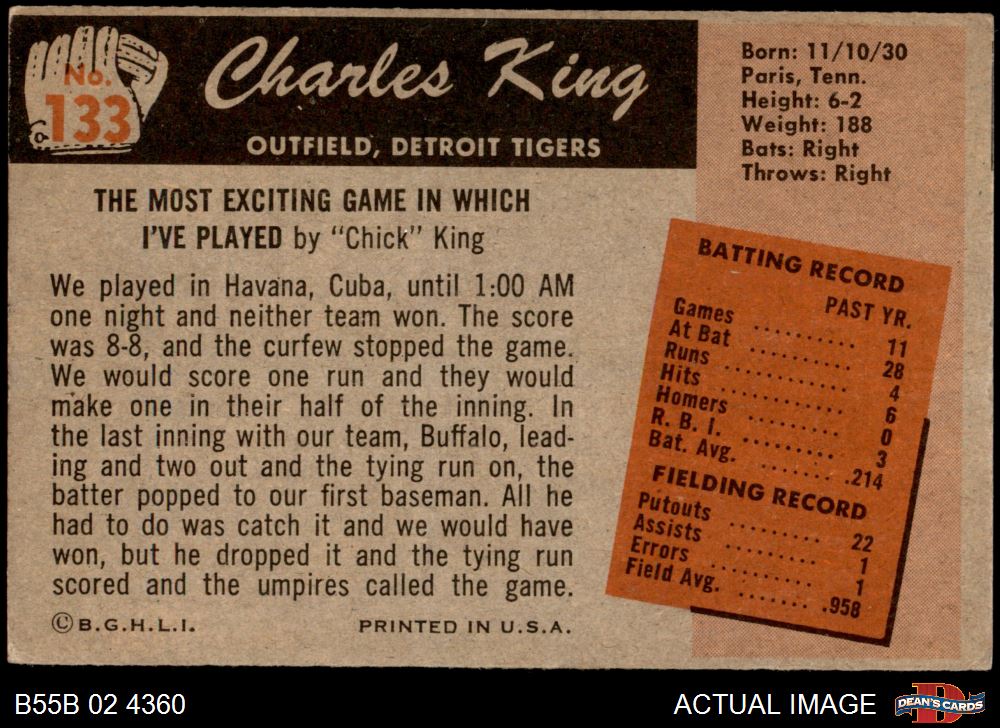 No.
133
Charles King
OUTFIELD, DETROIT TIGERS
Born: 11/10/30
Paris, Tenn.
Height: 6-2
Weight: 188
Bats: Right
Throws: Right
THE MOST EXCITING GAME IN WHICH
I'VE PLAYED by "Chick" King
We played in Havana, Cuba, until 1:00 AM
one night and neither team won. The score
was 8-8, and the curfew stopped the game.
We would score one run and they would
make one in their half of the inning. In
the last inning with our team, Buffalo, lead-
ing and two out and the tying run on, the
batter popped to our first baseman. All he
had to do was catch it and we would have
won, but he dropped it and the tying run
scored and the umpires called the game.
© B.G.H.L.I. PRINTED IN U.S.A.
BATTING RECORD
PAST YR.
Games .......... 11
At Bat .......... 28
Runs ............ 4
Hits ............ 6
Homers .......... 0
R. B. I. ......... 3
Bat. Avg. ....... .214
FIELDING RECORD
Putouts ......... 22
Assists ......... 1
Errors .......... 1
Field Avg. ....... .958
B55B 02 4360
ACTUAL IMAGE
DEAN'S CARDS